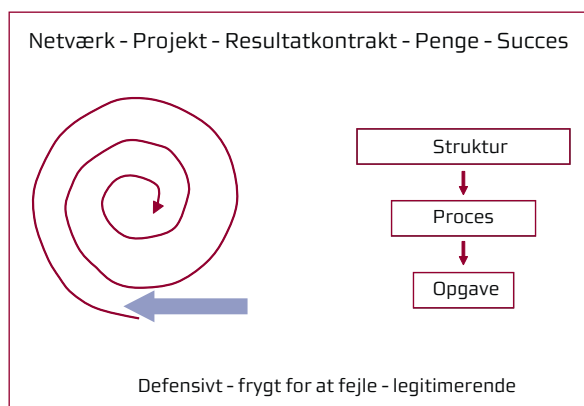 Netværk - Projekt - Resultatkontrakt - Penge - Succes
Struktur
Proces
Opgave
Defensivt - frygt for at fejle - legitimerende